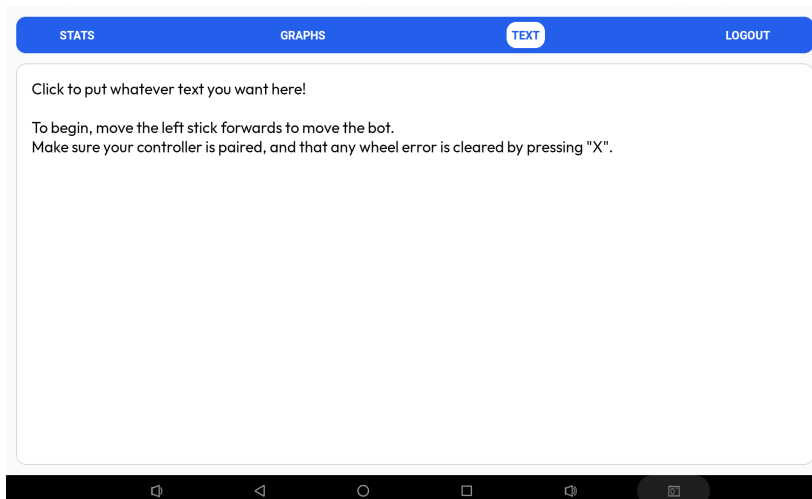 STATS GRAPHS TEXT LOGOUT
Click to put whatever text you want here!
To begin, move the left stick forwards to move the bot.
Make sure your controller is paired, and that any wheel error is cleared by pressing "X".